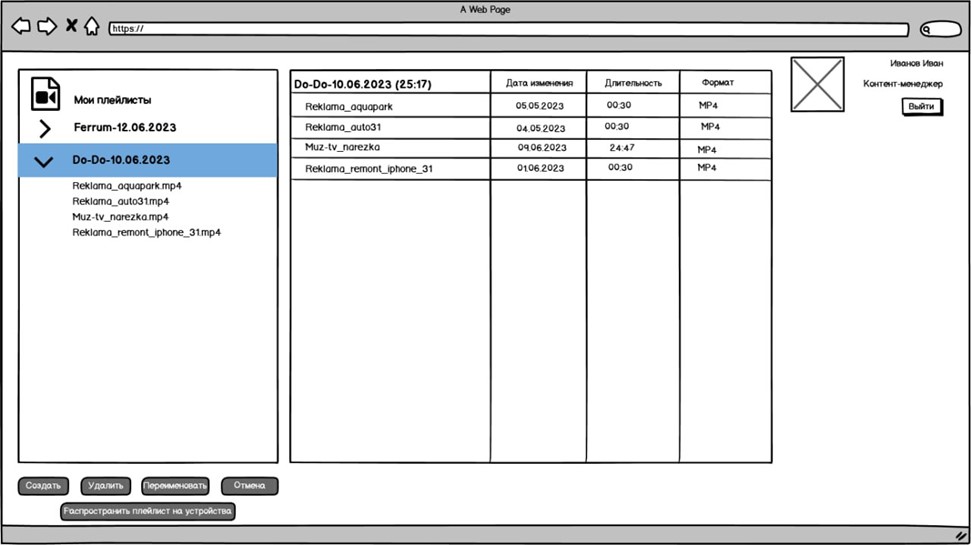 A Web Page
https://
Иванов Иван
Контент-менеджер
Выйти
Мои плейлисты
Ferrum-12.06.2023
Do-Do-10.06.2023
Reklama_aquapark.mp4
Reklama_auto31.mp4
Muz-tv_narezka.mp4
Reklama_remont_iphone_31.mp4
Do-Do-10.06.2023 (25:17) Дата изменения Длительность Формат
Reklama_aquapark 05.05.2023 00:30 MP4
Reklama_auto31 04.05.2023 00:30 MP4
Muz-tv_narezka 09.06.2023 24:47 MP4
Reklama_remont_iphone_31 01.06.2023 00:30 MP4
Создать Удалить Переименовать Отмена
Распространить плейлист на устройства